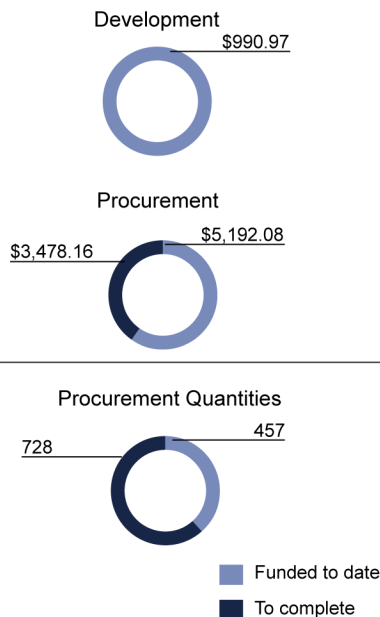 Development
$990.97
Procurement
$5,192.08
$3,478.16
Procurement Quantities
457
728
Funded to date
To complete